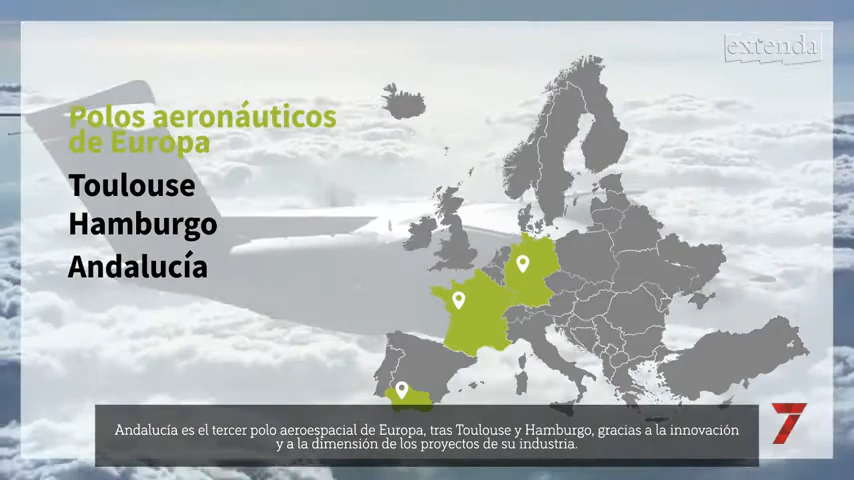 extenda
Polos aeronáuticos
de Europa
Toulouse
Hamburgo
Andalucía
Andalucía es el tercer polo aeroespacial de Europa, tras Toulouse y Hamburgo, gracias a la innovación
y a la dimensión de los proyectos de su industria.
7